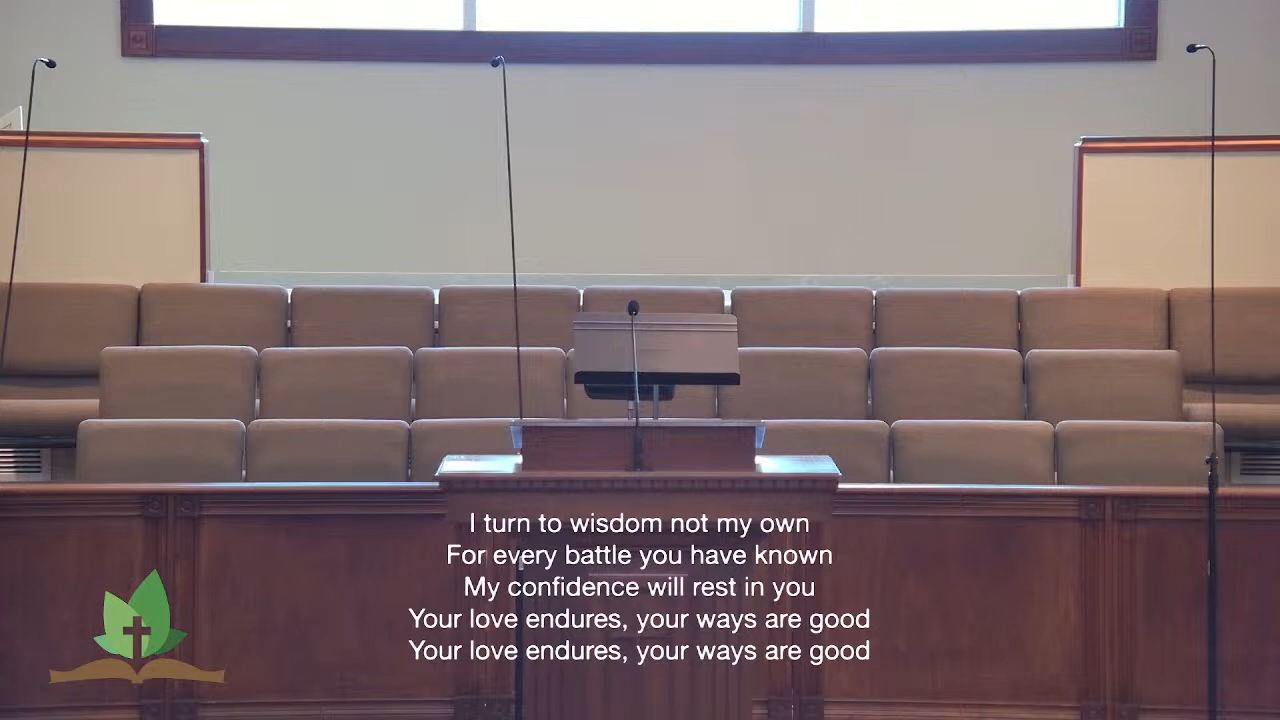 I turn to wisdom not my own
For every battle you have known
My confidence will rest in you
Your love endures, your ways are good
Your love endures, your ways are good